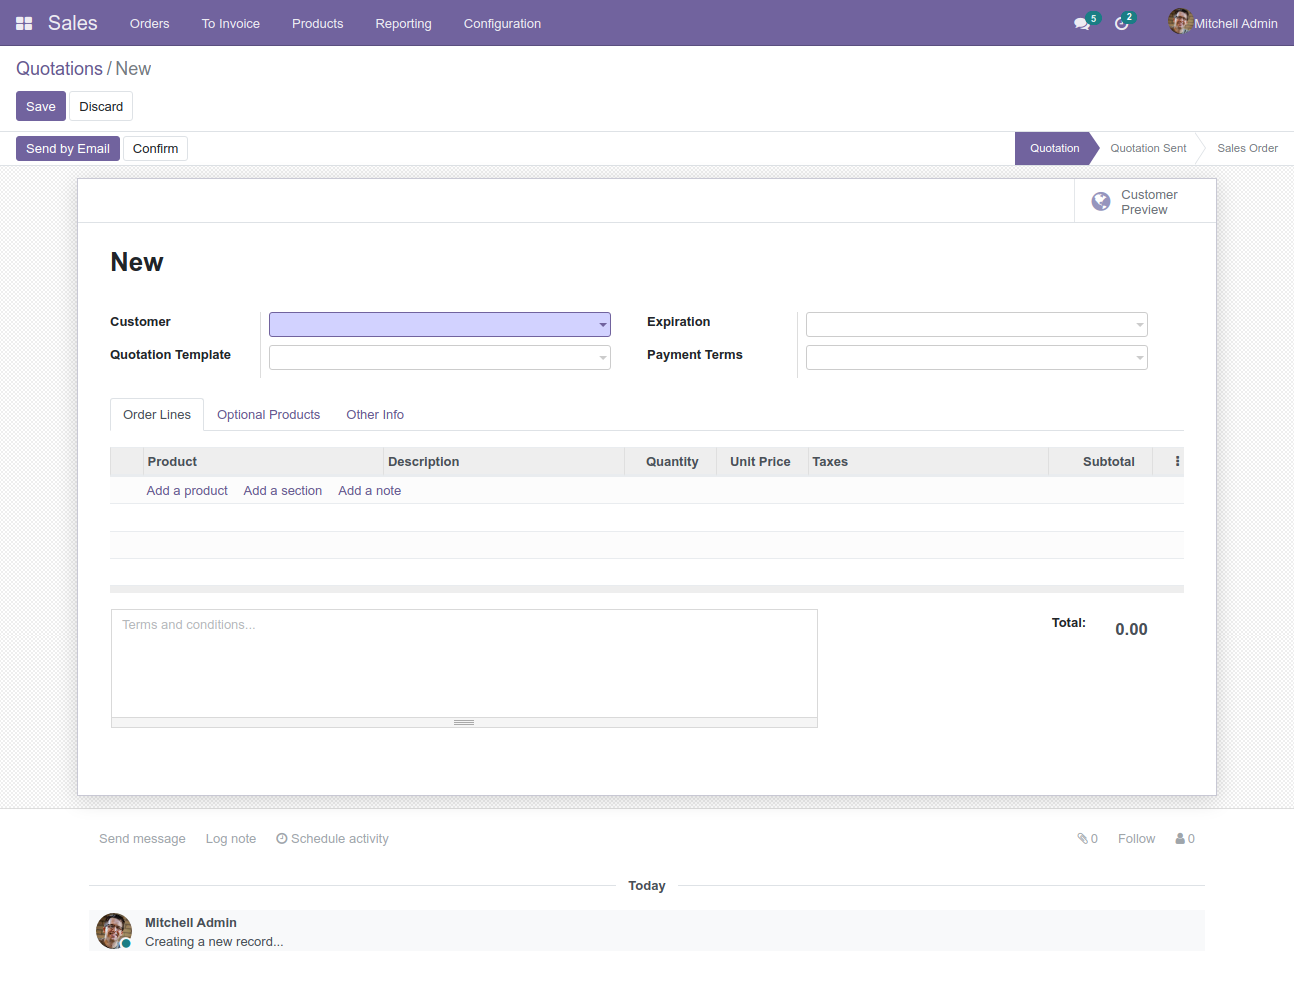 Sales Orders To Invoice Products Reporting Configuration 5 2 Mitchell Admin
Quotations / New
Save Discard
Send by Email Confirm Quotation Quotation Sent Sales Order
Customer
Preview
New
Customer Expiration
Quotation Template Payment Terms
Order Lines Optional Products Other Info
Product Description Quantity Unit Price Taxes Subtotal
Add a product Add a section Add a note
Terms and conditions... Total: 0.00
Send message Log note Schedule activity 0 Follow 0
Today
Mitchell Admin
Creating a new record...